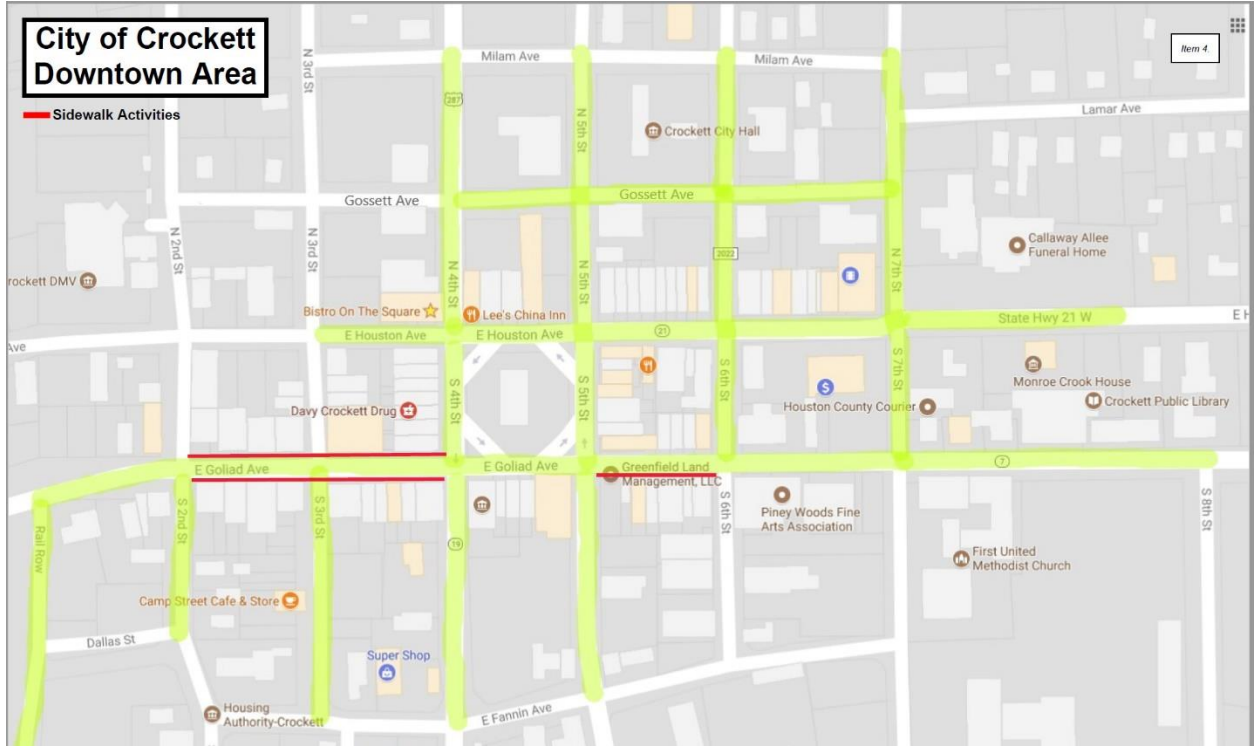 City of Crockett
Downtown Area
Sidewalk Activities
Item 4.
Milam Ave
Milam Ave
N 3rd St
287
N 5th St
Crockett City Hall
Lamar Ave
Gossett Ave
Gossett Ave
N 2nd St
N 3rd St
N 4th St
N 5th St
2022
N 7th St
Callaway Allee
Funeral Home
rockett DMV
Bistro On The Square
Lee's China Inn
E Houston Ave
E Houston Ave
21
State Hwy 21 W
E H
Ave
S 4th St
S 5th St
S 6th St
S 7th St
Monroe Crook House
Davy Crockett Drug
$
Houston County Courier
Crockett Public Library
E Goliad Ave
E Goliad Ave
Greenfield Land
Management, LLC
7
Rail Row
S 2nd St
S 3rd St
19
S 6th St
S 8th St
Piney Woods Fine
Arts Association
First United
Methodist Church
Camp Street Cafe & Store
Dallas St
Super Shop
Housing
Authority-Crockett
E Fannin Ave